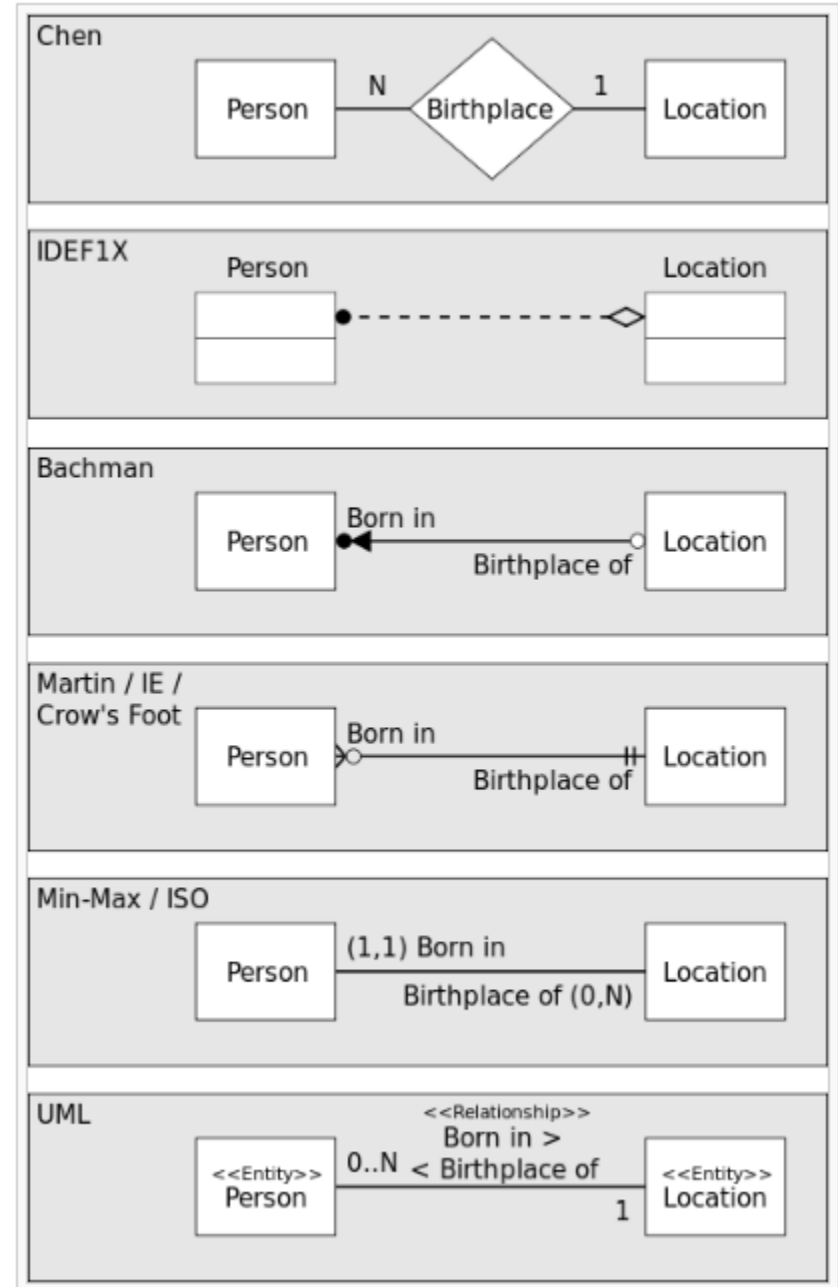 Chen
Person
N
Birthplace
1
Location
IDEF1X
Person
Location
Bachman
Person
Born in
Birthplace of
Location
Martin / IE /
Crow's Foot
Person
Born in
Birthplace of
Location
Min-Max / ISO
Person
(1,1) Born in
Birthplace of (0,N)
Location
UML
<<Entity>>
Person
0..N
<<Relationship>>
Born in >
< Birthplace of
1
<<Entity>>
Location